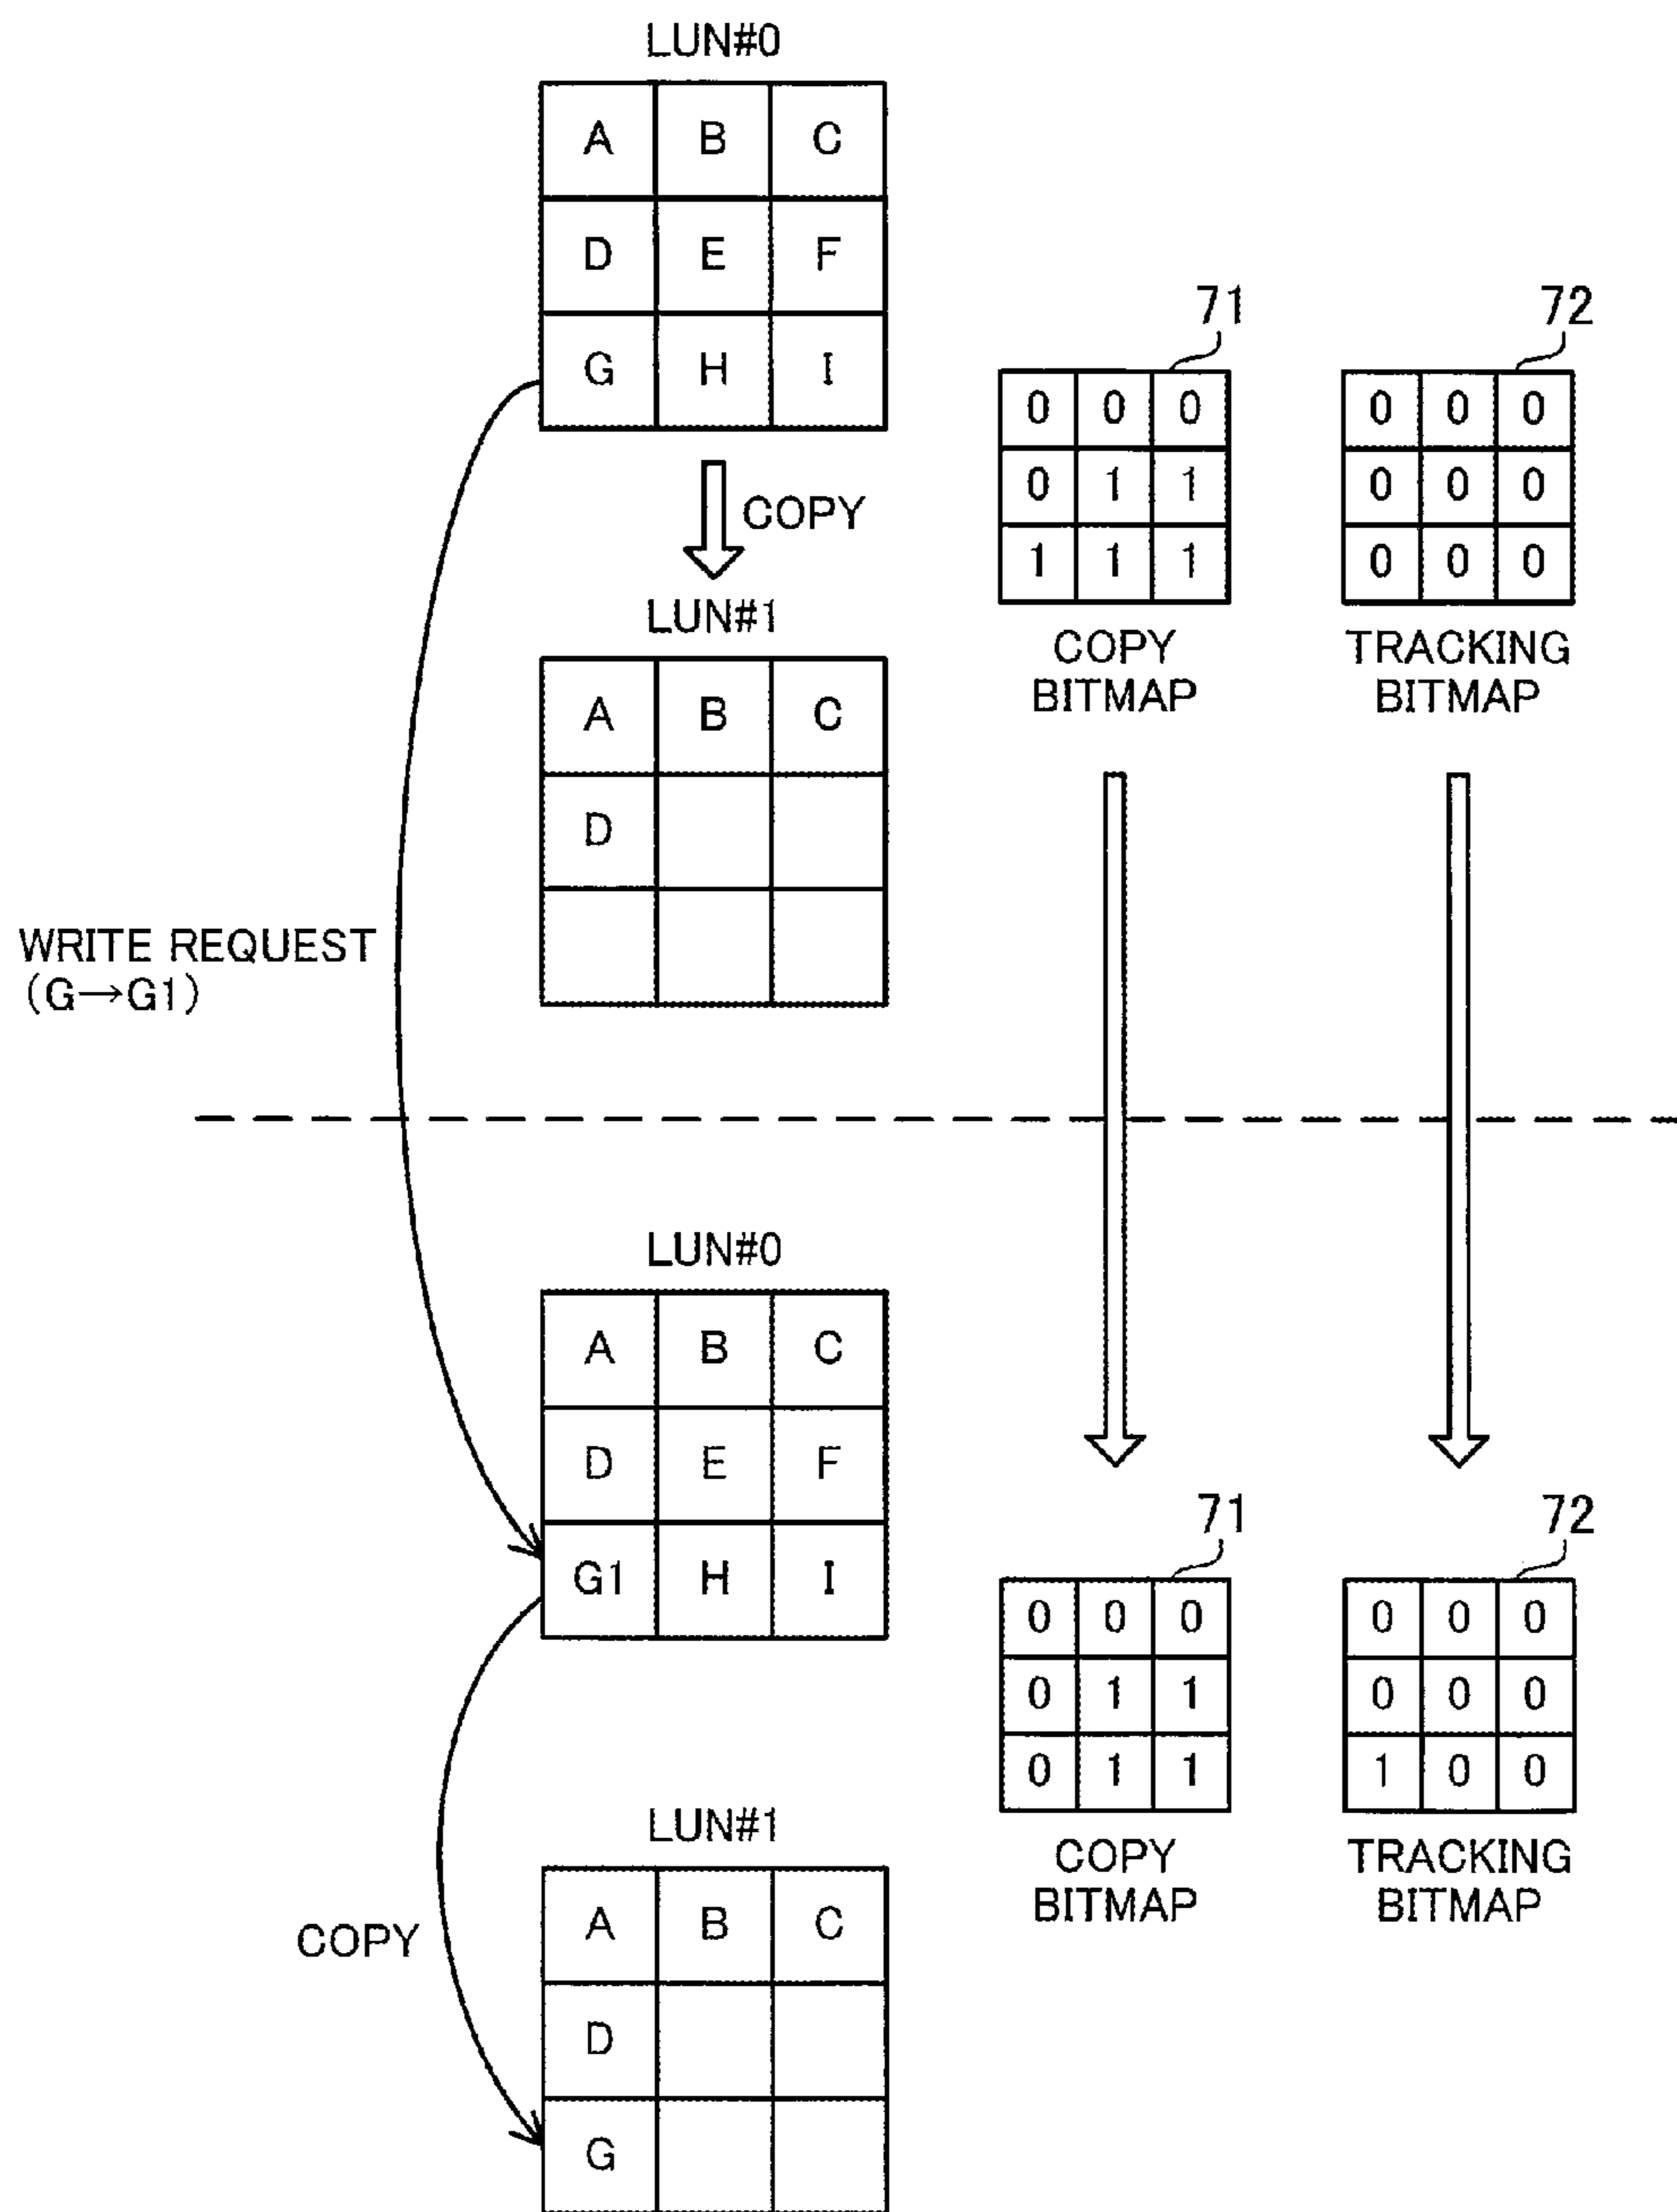 LUN#0
A B C
D E F
G H I
COPY
71
0 0 0
0 1 1
1 1 1
COPY
BITMAP
72
0 0 0
0 0 0
0 0 0
TRACKING
BITMAP
LUN#1
A B C
D
WRITE REQUEST
(G→G1)
LUN#0
A B C
D E F
G1 H I
71
0 0 0
0 1 1
0 1 1
COPY
BITMAP
72
0 0 0
0 0 0
1 0 0
TRACKING
BITMAP
COPY
LUN#1
A B C
D
G